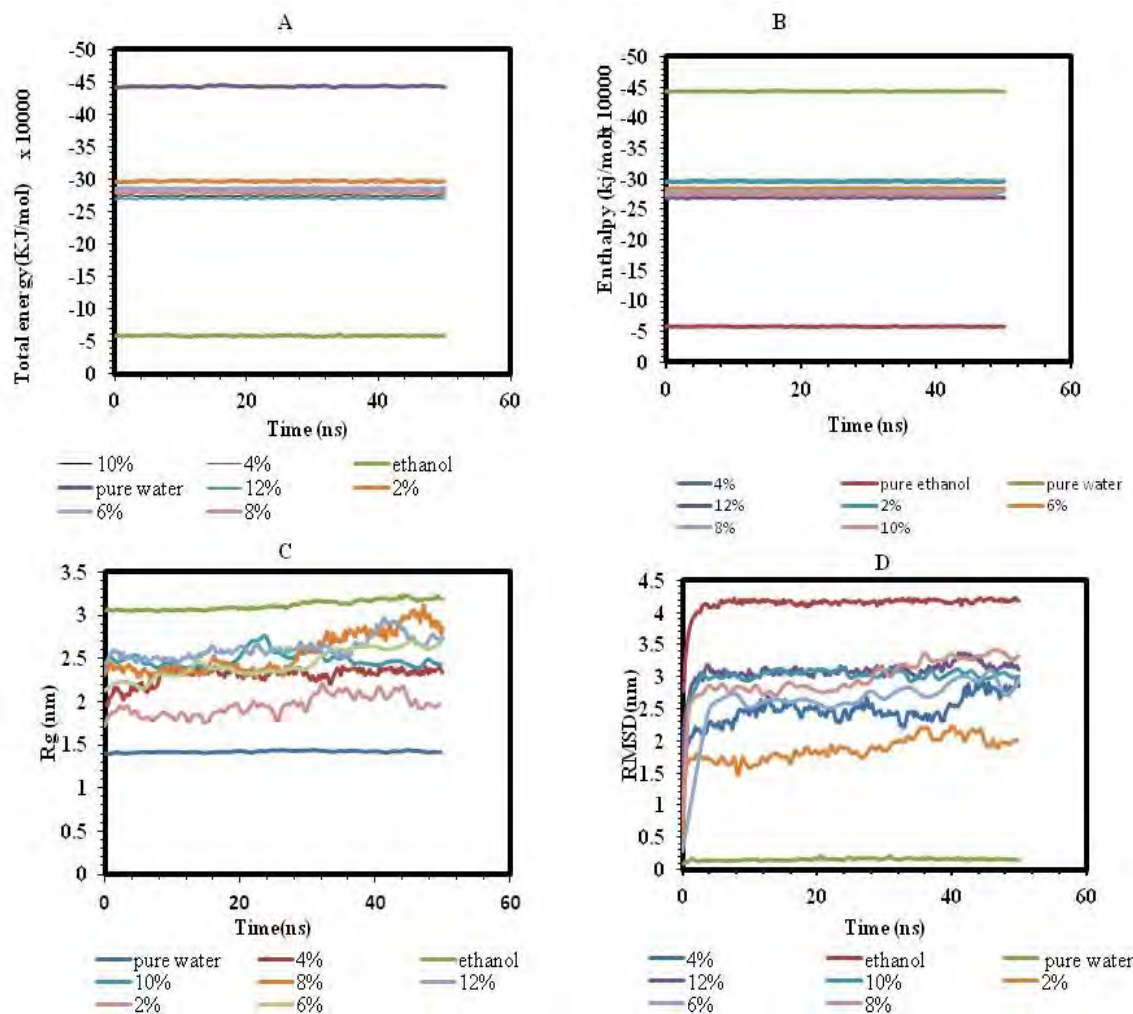 A
Total energy(KJ/mol) x 10000
-50
-45
-40
-35
-30
-25
-20
-15
-10
-5
0
0 20 40 60
Time (ns)
10% 4% ethanol
pure water 12% 2%
6% 8%
B
Enthalpy (kj/mol) x 10000
-50
-45
-40
-35
-30
-25
-20
-15
-10
-5
0
0 20 40 60
Time (ns)
4% pure ethanol pure water
12% 2% 6%
8% 10%
C
Rg(nm)
3.5
3
2.5
2
1.5
1
0.5
0
0 20 40 60
Time(ns)
pure water 4% ethanol
10% 8% 12%
2% 6%
D
RMSD(nm)
4.5
4
3.5
3
2.5
2
1.5
1
0.5
0
0 20 40 60
Time (ns)
4% ethanol pure water
12% 10% 2%
6% 8%